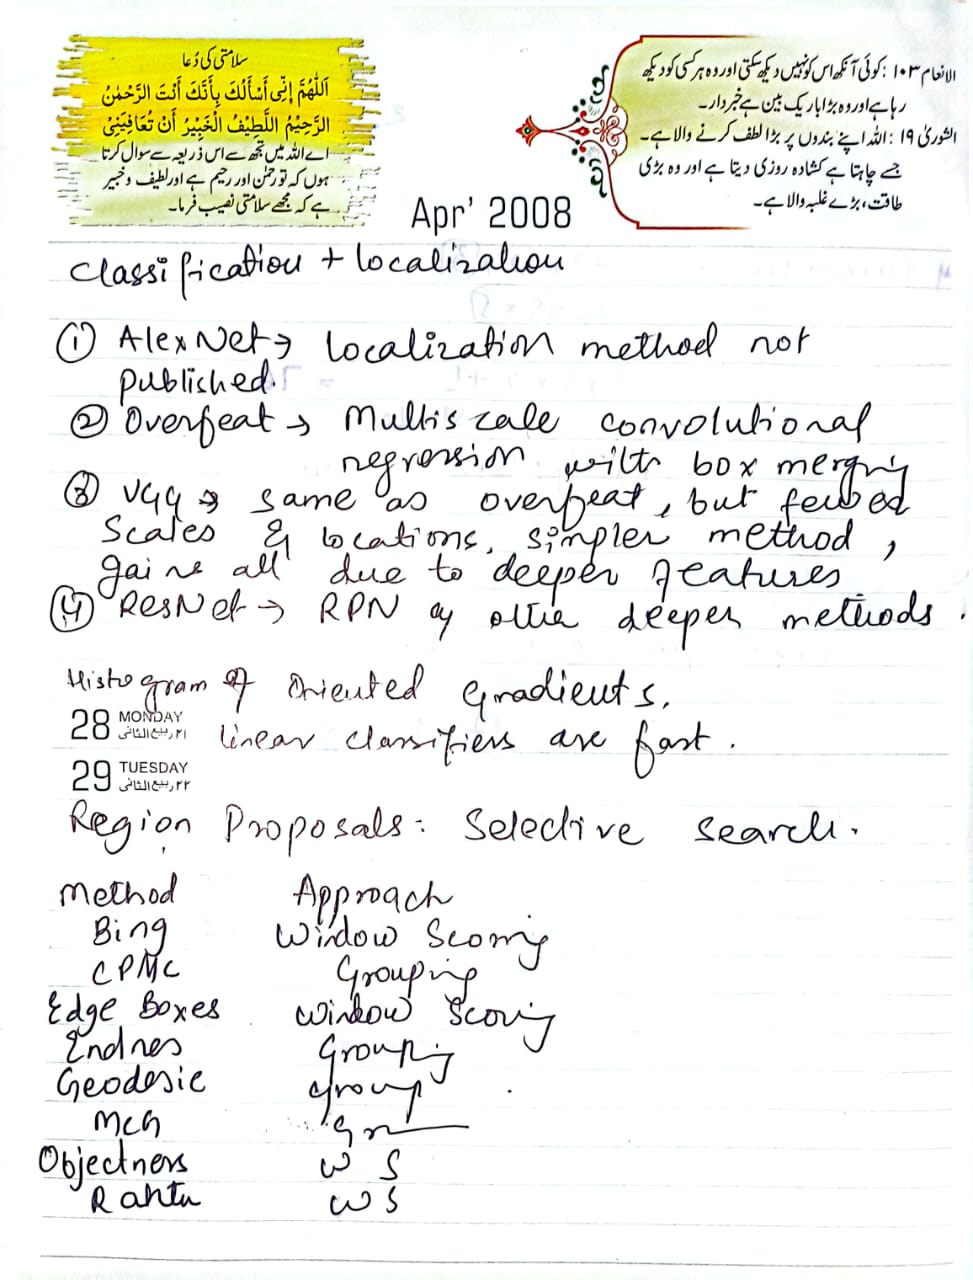 سلامتی کی دُعا
اَللّٰهُمَّ اِنِّى أَسْأَلُكَ بِأَنَّكَ أَنْتَ الرَّحْمٰنُ
الرَّحِيْمُ اللَّطِيْفُ الْخَبِيْرُ أَنْ تُعَافِيَنِىْ
اے اللہ میں تجھ سے اس ذریعہ سے سوال کرتا
ہوں کہ تو رحمٰن اور رحیم ہے اور لطیف و خبیر
ہے کہ مجھے سلامتی نصیب فرما۔
الانعام ۱۰۳ : کوئی آنکھ اس کو نہیں دیکھ سکتی اور وہ ہر کسی کو دیکھ
رہا ہے اور وہ بڑا باریک بین ہے خبردار۔
الشوریٰ ۱۹ : اللہ اپنے بندوں پر بڑا لطف کرنے والا ہے۔
جسے چاہتا ہے کشادہ روزی دیتا ہے اور وہ بڑی
طاقت، بڑے غلبہ والا ہے۔
Apr' 2008
Classification + Localization
① AlexNet → Localization method not
published.
② Overfeat → Multiscale convolutional
regression with box merging
③ VGG → same as overfeat, but fewer
Scales & locations, simpler method,
gains all due to deeper features
④ ResNet → RPN deeper methods.
Histogram of Oriented Gradients.
28 MONDAY
۲۱ ربیع الثانی
linear classifiers are fast.
29 TUESDAY
۲۲ ربیع الثانی
Region Proposals: Selective search.
Method Approach
Bing Window Scoring
CPMC Grouping
Edge Boxes Window Scoring
Endres Grouping
Geodesic group
MCG Gr
Objectness W S
Rahtu W S